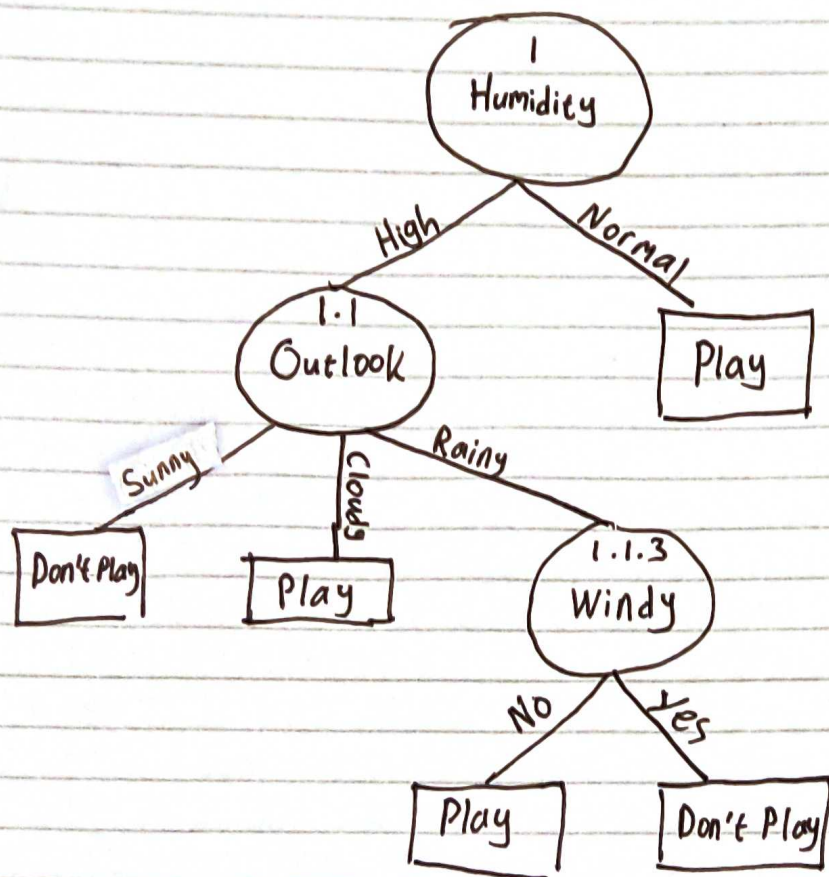 1
Humidity
High
Normal
1.1
Outlook
Play
Sunny
Cloudy
Rainy
Don't Play
Play
1.1.3
Windy
No
Yes
Play
Don't Play